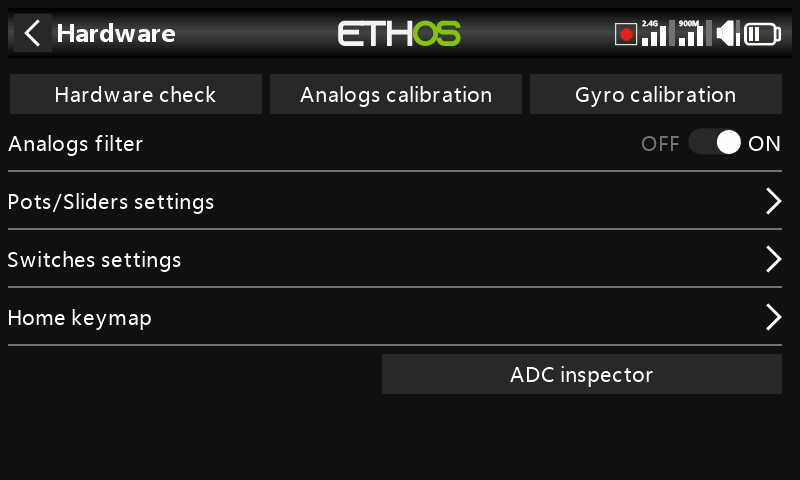 Hardware
ETHOS
2.4G 900M
Hardware check Analogs calibration Gyro calibration
Analogs filter OFF ON
Pots/Sliders settings
Switches settings
Home keymap
ADC inspector